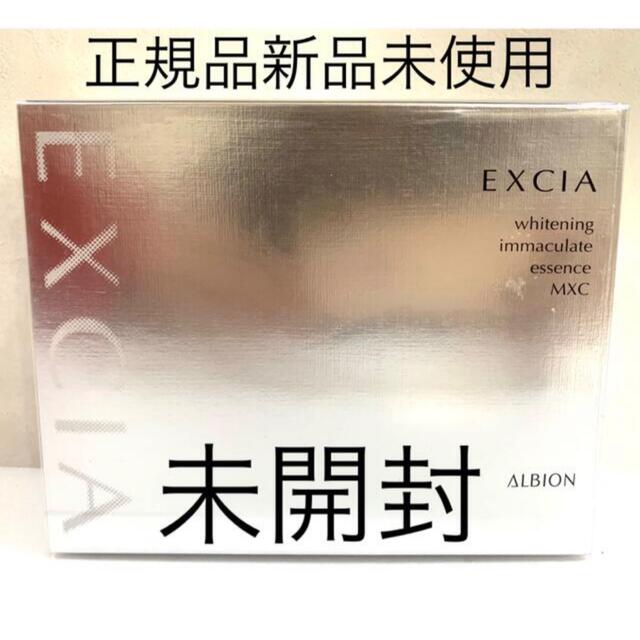 正規品新品未使用
EXCIA
EXCIA
whitening
immaculate
essence
MXC
未開封
ALBION